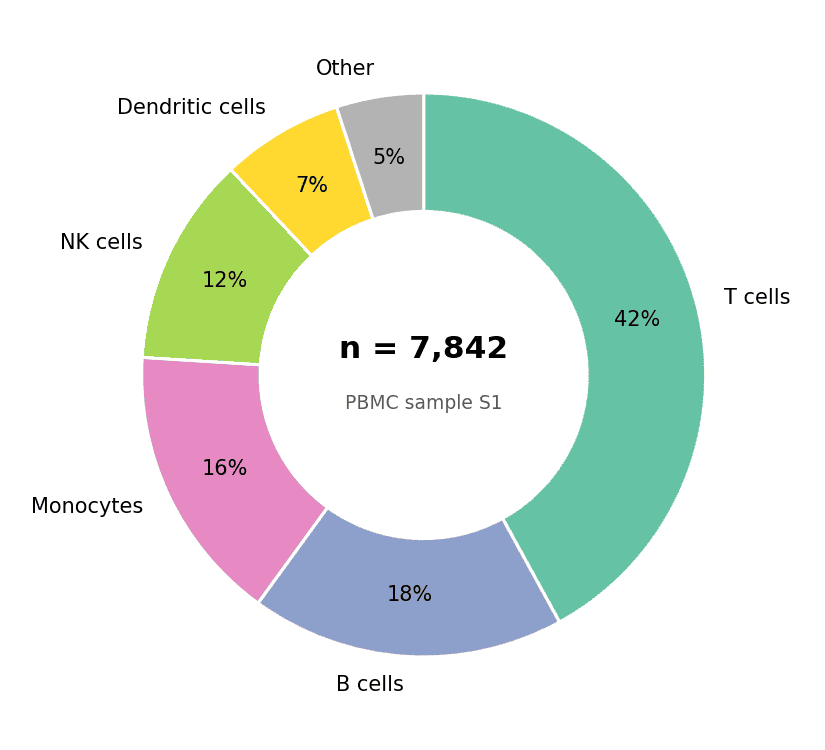 Other
Dendritic cells
5%
7%
NK cells
12%
T cells
42%
n = 7,842
PBMC sample S1
16%
Monocytes
18%
B cells